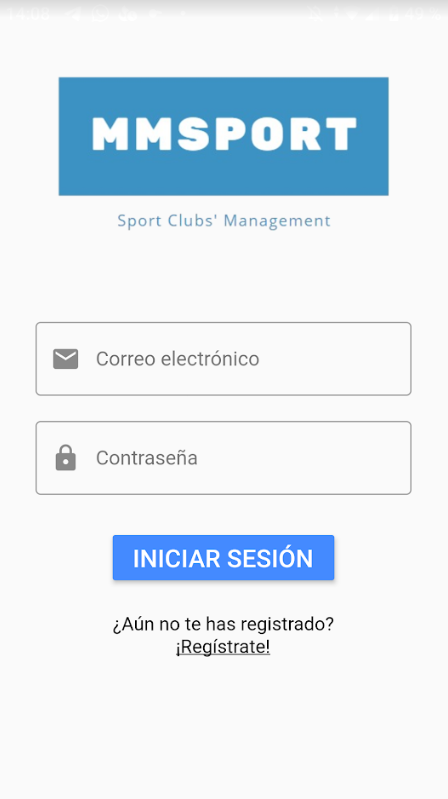 MMSPORT
Sport Clubs' Management
Correo electrónico
Contraseña
INICIAR SESIÓN
¿Aún no te has registrado?
¡Regístrate!